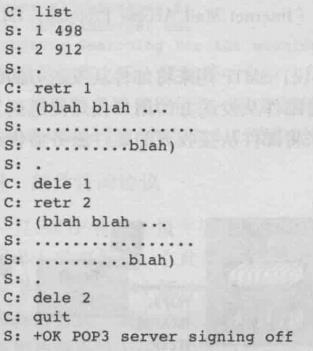 C: list
S: 1 498
S: 2 912
S: .
C: retr 1
S: (blah blah ...
S: .................
S: ..........blah)
S: .
C: dele 1
C: retr 2
S: (blah blah ...
S: .................
S: ..........blah)
S: .
C: dele 2
C: quit
S: +OK POP3 server signing off